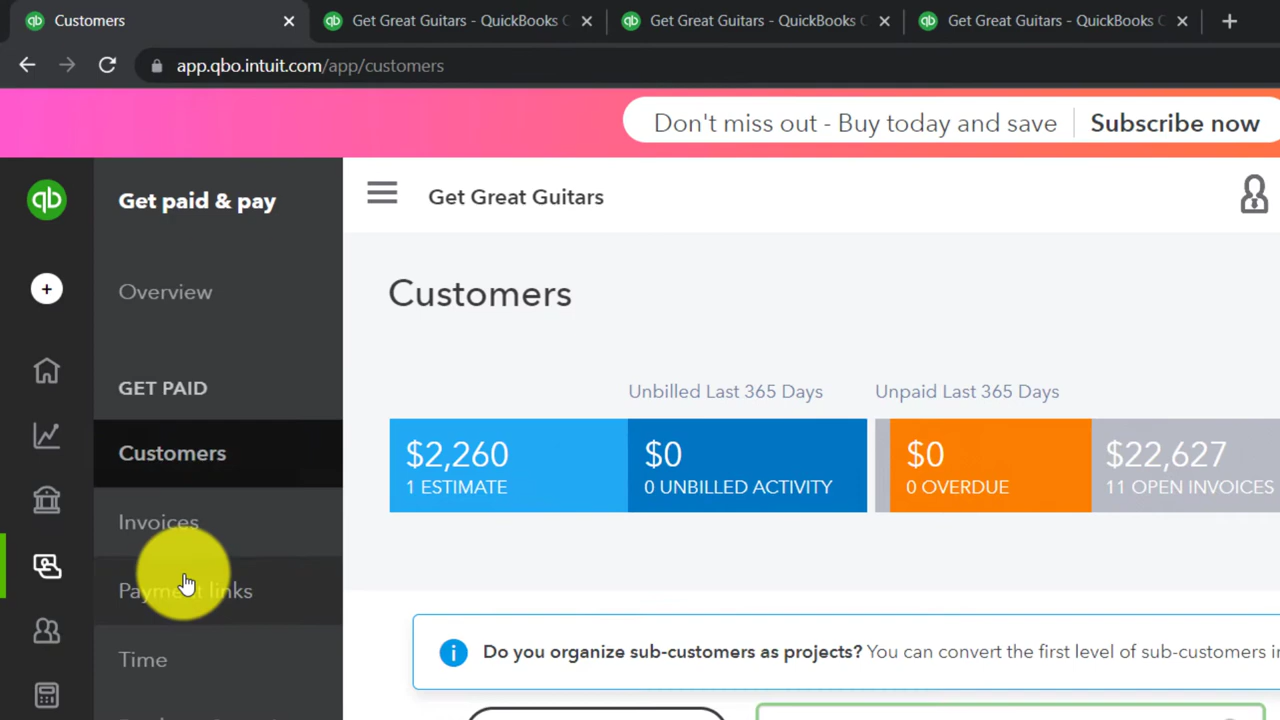 Customers
Get Great Guitars - QuickBooks
Get Great Guitars - QuickBooks
Get Great Guitars - QuickBooks
app.qbo.intuit.com/app/customers
Don't miss out - Buy today and save
Subscribe now
qb
Get paid & pay
Get Great Guitars
Overview
Customers
GET PAID
Unbilled Last 365 Days
Unpaid Last 365 Days
Customers
$2,260
$0
$0
$22,627
1 ESTIMATE
0 UNBILLED ACTIVITY
0 OVERDUE
11 OPEN INVOICES
Invoices
Payment links
Time
Do you organize sub-customers as projects? You can convert the first level of sub-customers